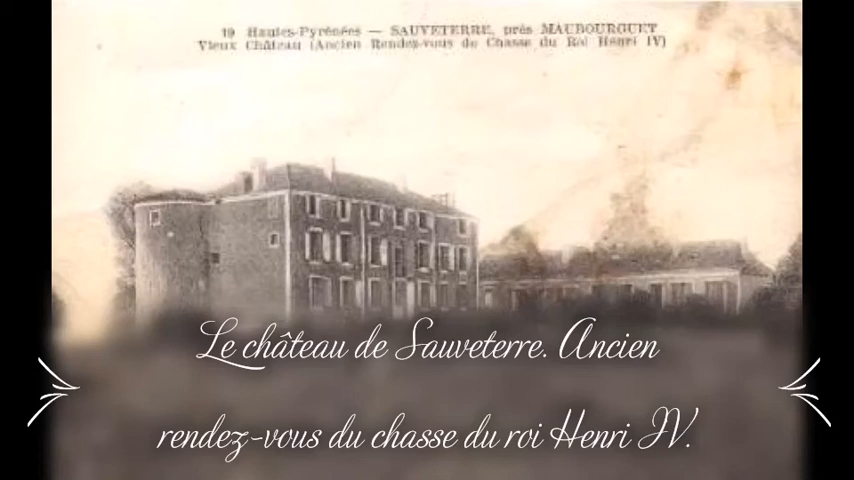 19 Hautes-Pyrénées — SAUVETERRE, près MAUBOURGUET
Vieux Château (Ancien Rendez-vous de Chasse du Roi Henri IV)
Le château de Sauveterre. Ancien
rendez-vous du chasse du roi Henri IV.